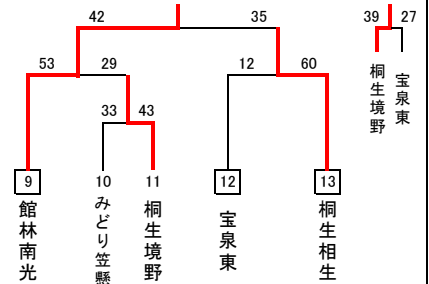 42 35 39 27
53 29 12 60
33 43
9 10 11 12 13
館林南光
みどり笠懸
桐生境野
宝泉東
桐生相生
桐生境野
宝泉東